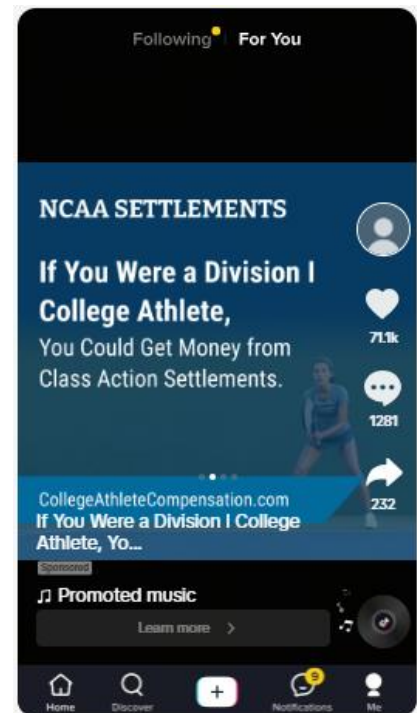 Following For You
NCAA SETTLEMENTS
If You Were a Division I
College Athlete,
You Could Get Money from
Class Action Settlements.
71.1k
1281
232
CollegeAthleteCompensation.com
If You Were a Division I College
Athlete, Yo...
Sponsored
Promoted music
Learn more
9
Home Discover Notifications Me